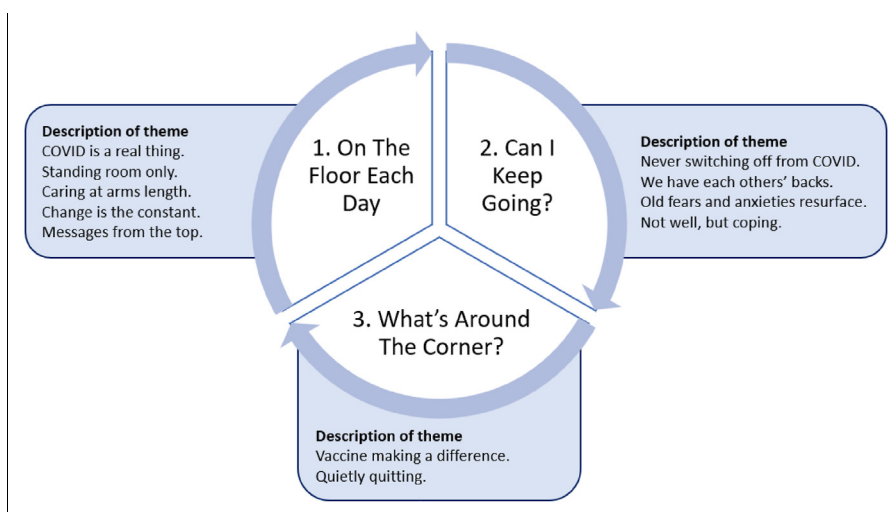 Description of theme
COVID is a real thing.
Standing room only.
Caring at arms length.
Change is the constant.
Messages from the top.
1. On The
Floor Each
Day
2. Can I
Keep
Going?
Description of theme
Never switching off from COVID.
We have each others’ backs.
Old fears and anxieties resurface.
Not well, but coping.
3. What’s Around
The Corner?
Description of theme
Vaccine making a difference.
Quietly quitting.